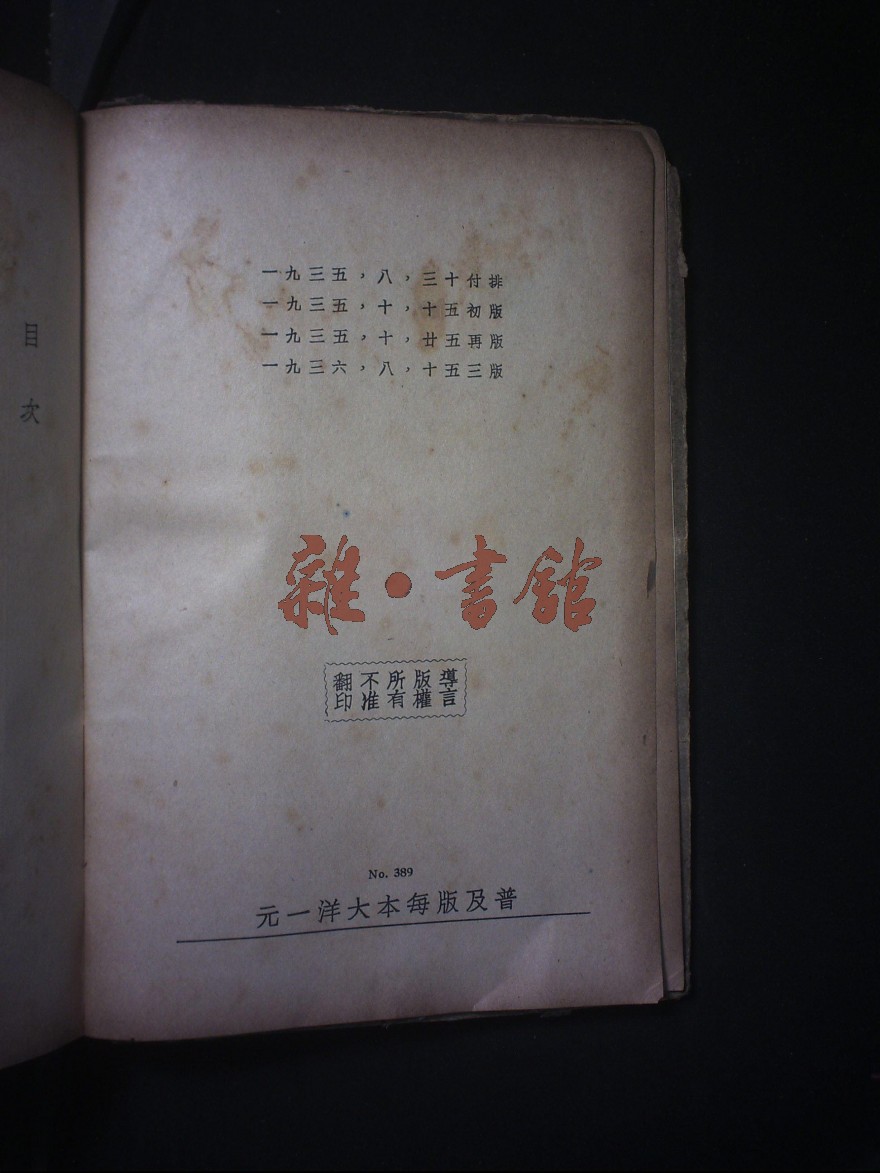 目次
一九三五，八，三十付排
一九三五，十，十五初版
一九三五，十，廿五再版
一九三六，八，十五三版
雜·書館
導言
版權
所有
不准
翻印
No. 389
普及版每本大洋一元